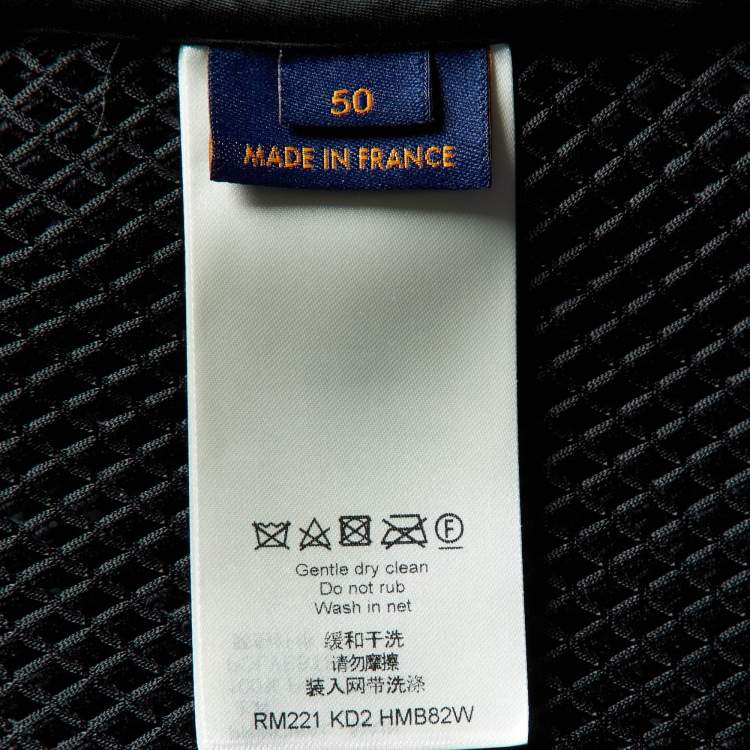 50
MADE IN FRANCE
F
Gentle dry clean
Do not rub
Wash in net
缓和干洗
请勿摩擦
装入网带洗涤
RM221 KD2 HMB82W